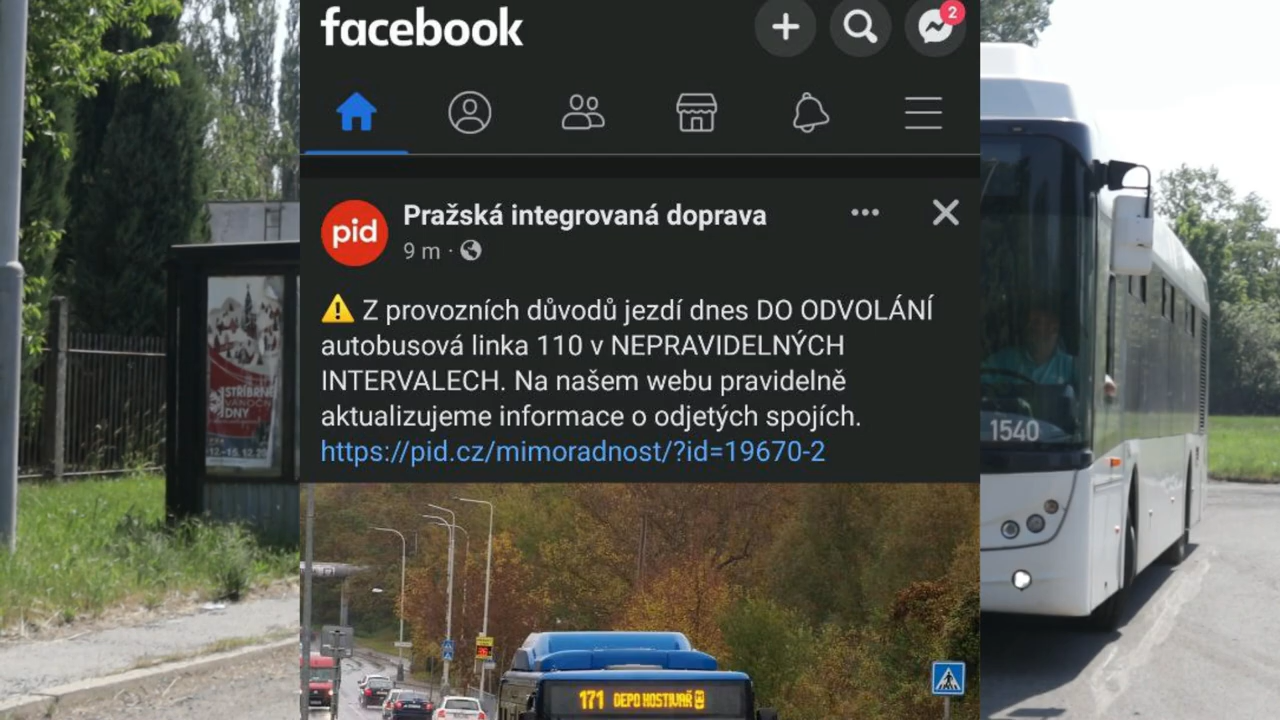 facebook
2
pid
Pražská integrovaná doprava
9 m ·
⚠️ Z provozních důvodů jezdí dnes DO ODVOLÁNÍ
autobusová linka 110 v NEPRAVIDELNÝCH
INTERVALECH. Na našem webu pravidelně
aktualizujeme informace o odjetých spojích.
https://pid.cz/mimoradnost/?id=19670-2
STŘÍBRNÉ
VÁNOČNÍ
DNY
1540
171 DEPO HOSTIVAŘ